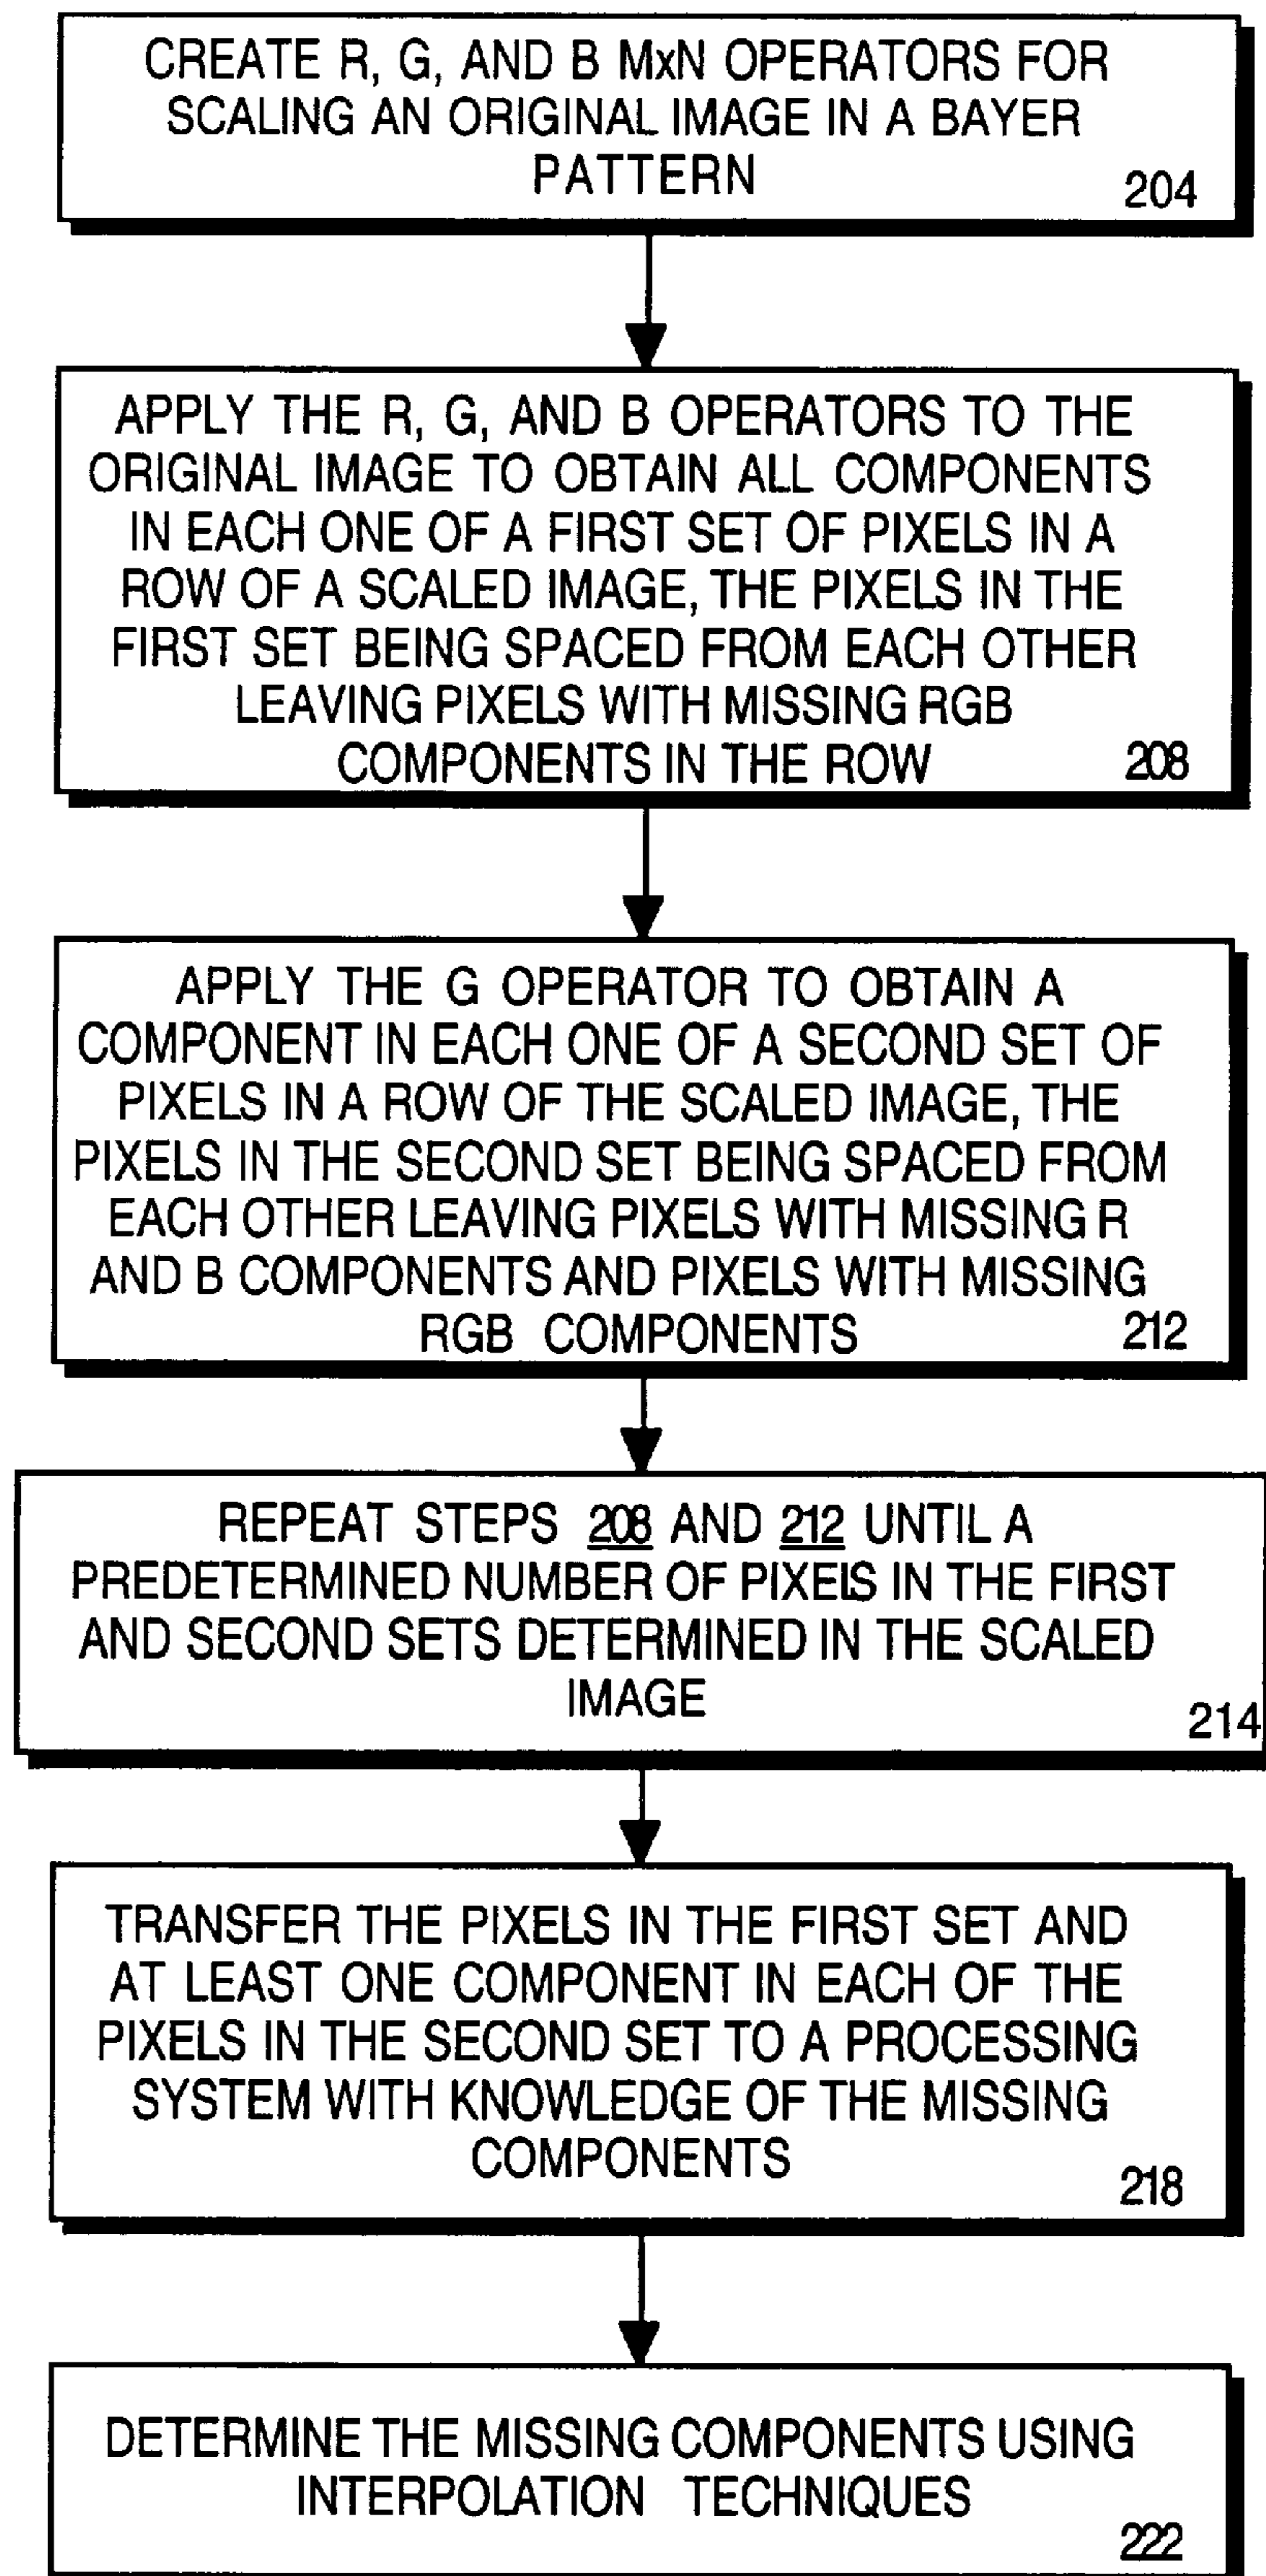 CREATE R, G, AND B MxN OPERATORS FOR
SCALING AN ORIGINAL IMAGE IN A BAYER
PATTERN
204
APPLY THE R, G, AND B OPERATORS TO THE
ORIGINAL IMAGE TO OBTAIN ALL COMPONENTS
IN EACH ONE OF A FIRST SET OF PIXELS IN A
ROW OF A SCALED IMAGE, THE PIXELS IN THE
FIRST SET BEING SPACED FROM EACH OTHER
LEAVING PIXELS WITH MISSING RGB
COMPONENTS IN THE ROW
208
APPLY THE G OPERATOR TO OBTAIN A
COMPONENT IN EACH ONE OF A SECOND SET OF
PIXELS IN A ROW OF THE SCALED IMAGE, THE
PIXELS IN THE SECOND SET BEING SPACED FROM
EACH OTHER LEAVING PIXELS WITH MISSING R
AND B COMPONENTS AND PIXELS WITH MISSING
RGB COMPONENTS
212
REPEAT STEPS 208 AND 212 UNTIL A
PREDETERMINED NUMBER OF PIXELS IN THE FIRST
AND SECOND SETS DETERMINED IN THE SCALED
IMAGE
214
TRANSFER THE PIXELS IN THE FIRST SET AND
AT LEAST ONE COMPONENT IN EACH OF THE
PIXELS IN THE SECOND SET TO A PROCESSING
SYSTEM WITH KNOWLEDGE OF THE MISSING
COMPONENTS
218
DETERMINE THE MISSING COMPONENTS USING
INTERPOLATION TECHNIQUES
222